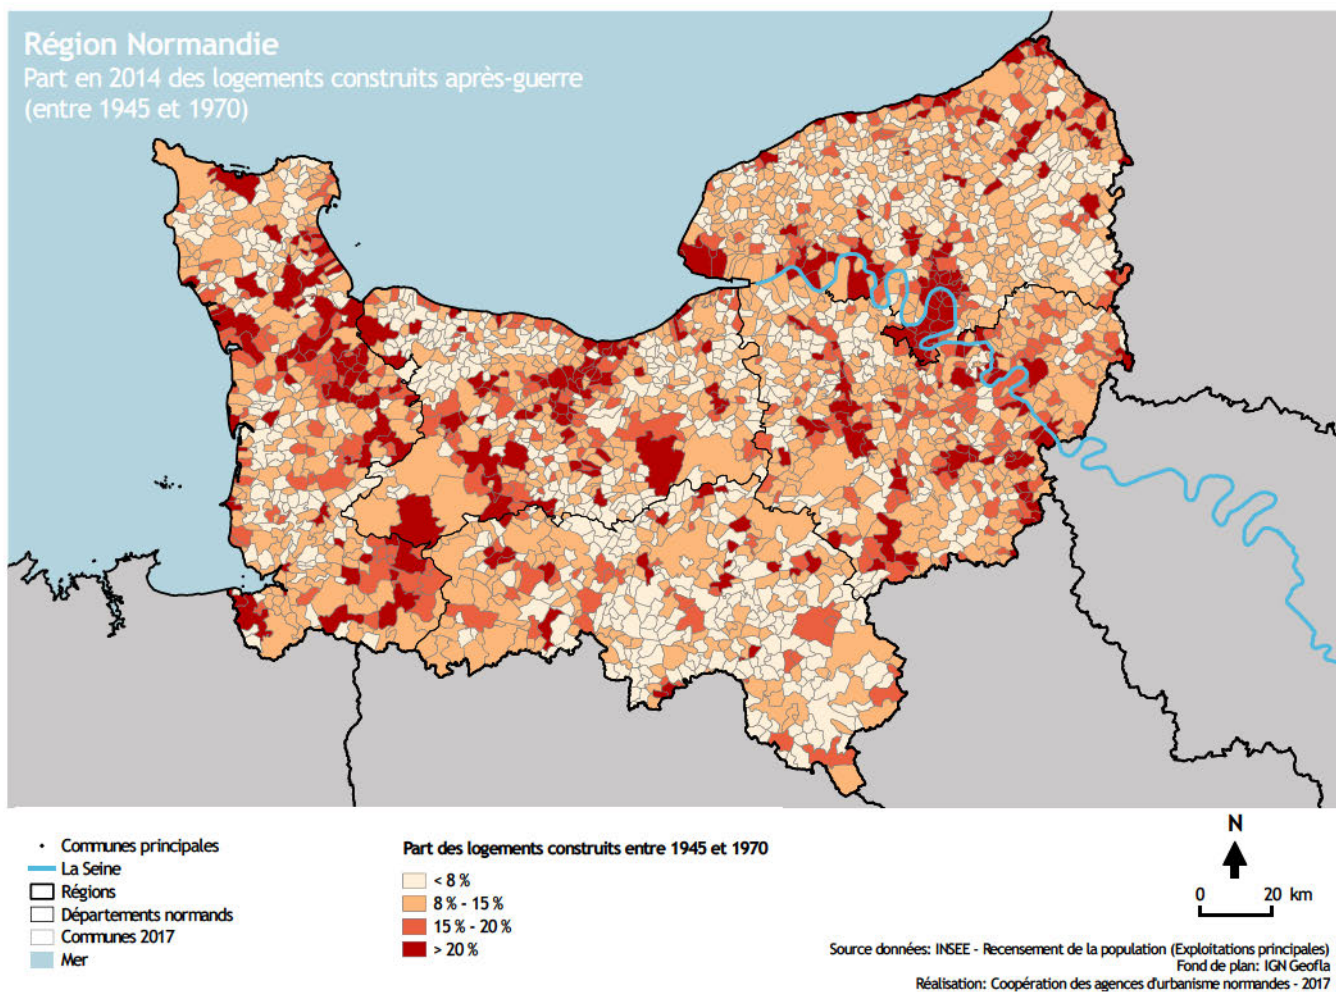 Région Normandie
Part en 2014 des logements construits après-guerre
(entre 1945 et 1970)
Communes principales
La Seine
Régions
Départements normands
Communes 2017
Mer
Part des logements construits entre 1945 et 1970
< 8 %
8 % - 15 %
15 % - 20 %
> 20 %
N
0 20 km
Source données: INSEE - Recensement de la population (Exploitations principales)
Fond de plan: IGN Geofla
Réalisation: Coopération des agences d'urbanisme normandes - 2017